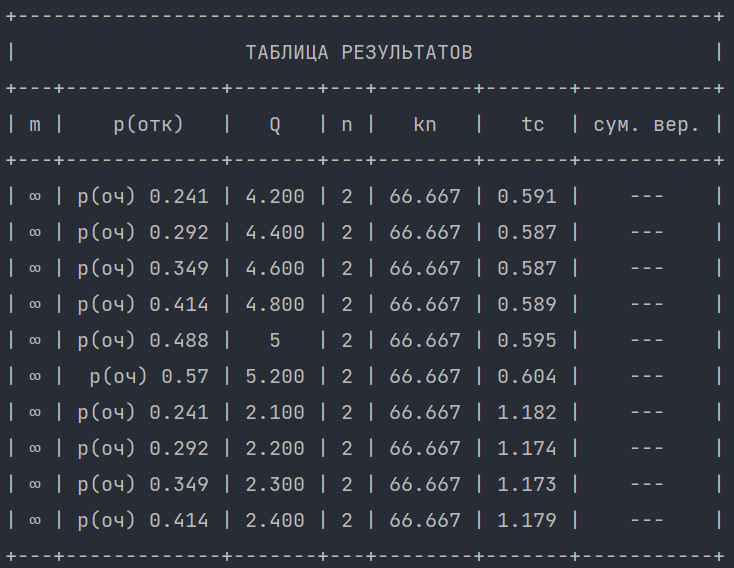 +----------------------------------------------------------+
|                   ТАБЛИЦА РЕЗУЛЬТАТОВ                    |
+---+-------------+-------+---+--------+-------+-----------+
| m |    p(отк)   |   Q   | n |   kп   |   tc  | сум. вер. |
+---+-------------+-------+---+--------+-------+-----------+
| ∞ | p(оч) 0.241 | 4.200 | 2 | 66.667 | 0.591 |    ---    |
| ∞ | p(оч) 0.292 | 4.400 | 2 | 66.667 | 0.587 |    ---    |
| ∞ | p(оч) 0.349 | 4.600 | 2 | 66.667 | 0.587 |    ---    |
| ∞ | p(оч) 0.414 | 4.800 | 2 | 66.667 | 0.589 |    ---    |
| ∞ | p(оч) 0.488 |   5   | 2 | 66.667 | 0.595 |    ---    |
| ∞ |  p(оч) 0.57 | 5.200 | 2 | 66.667 | 0.604 |    ---    |
| ∞ | p(оч) 0.241 | 2.100 | 2 | 66.667 | 1.182 |    ---    |
| ∞ | p(оч) 0.292 | 2.200 | 2 | 66.667 | 1.174 |    ---    |
| ∞ | p(оч) 0.349 | 2.300 | 2 | 66.667 | 1.173 |    ---    |
| ∞ | p(оч) 0.414 | 2.400 | 2 | 66.667 | 1.179 |    ---    |
+---+-------------+-------+---+--------+-------+-----------+